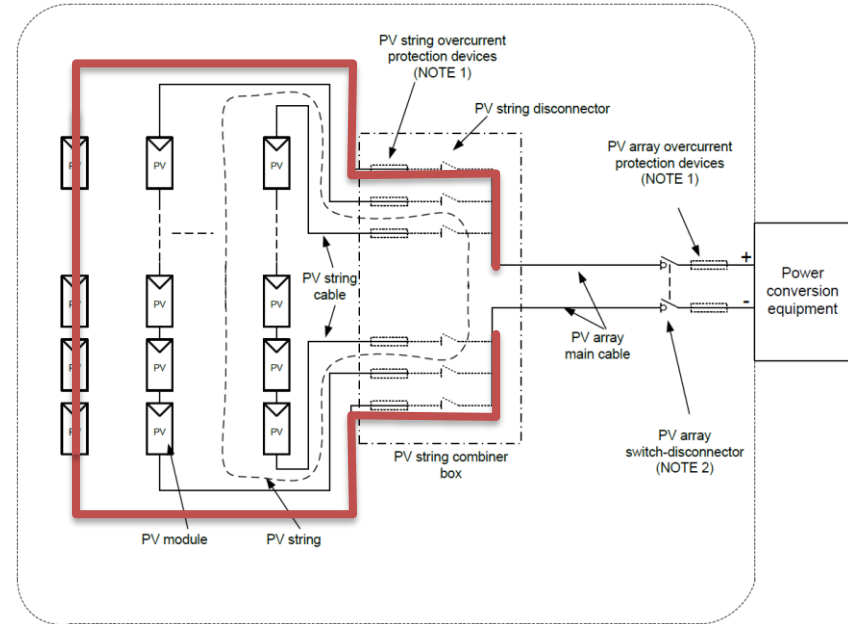 PV string overcurrent
protection devices
(NOTE 1)
PV string disconnector
PV array overcurrent
protection devices
(NOTE 1)
PV
PV
PV
PV string
cable
+
-
Power
conversion
equipment
PV
PV
PV
PV array
main cable
PV
PV
PV
PV
PV
PV
PV array
switch-disconnector
(NOTE 2)
PV string combiner
box
PV module
PV string